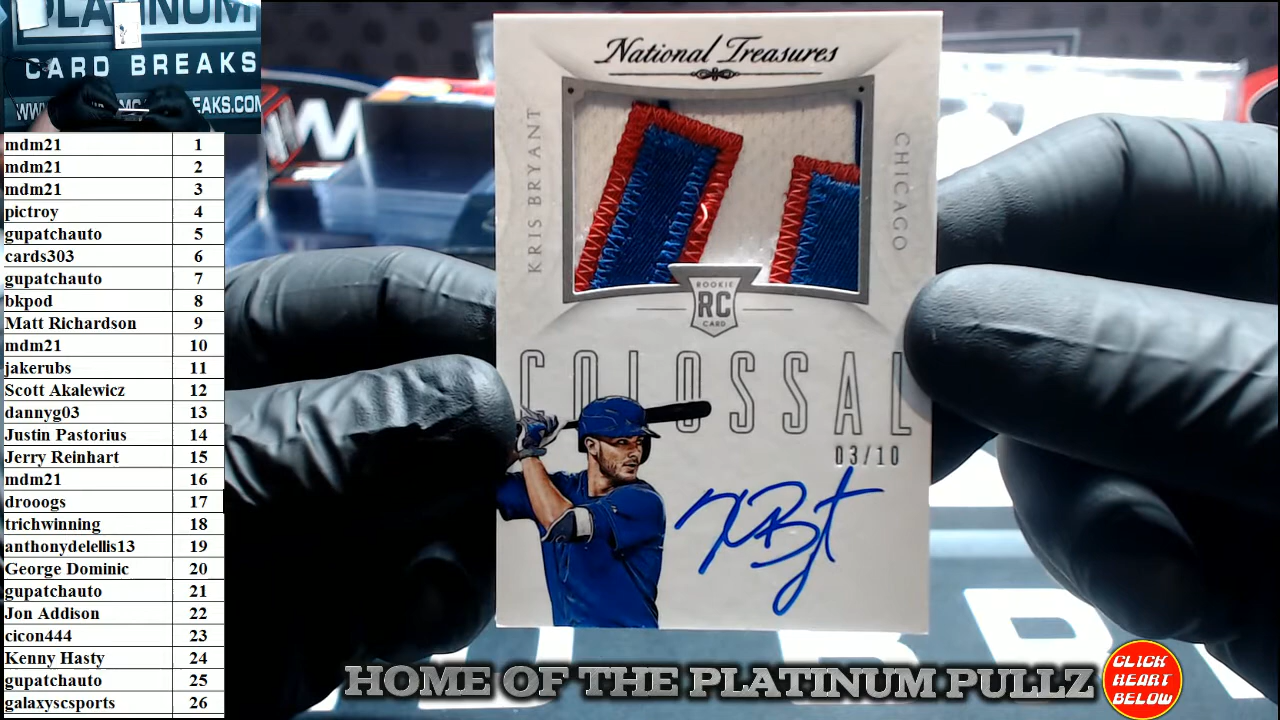 PLATINUM
CARD BREAKS
mdm21 1
mdm21 2
mdm21 3
pictroy 4
gupatchauto 5
cards303 6
gupatchauto 7
bkpod 8
Matt Richardson 9
mdm21 10
jakerubs 11
Scott Akalewicz 12
dannyg03 13
Justin Pastorius 14
Jerry Reinhart 15
mdm21 16
drooogs 17
trichwinning 18
anthonydelellis13 19
George Dominic 20
gupatchauto 21
Jon Addison 22
cicon444 23
Kenny Hasty 24
gupatchauto 25
galaxyscsports 26
National Treasures
KRIS BRYANT
CHICAGO
ROOKIE
RC
CARD
COLOSSAL
03/10
HOME OF THE PLATINUM PULLZ
CLICK
HEART
BELOW